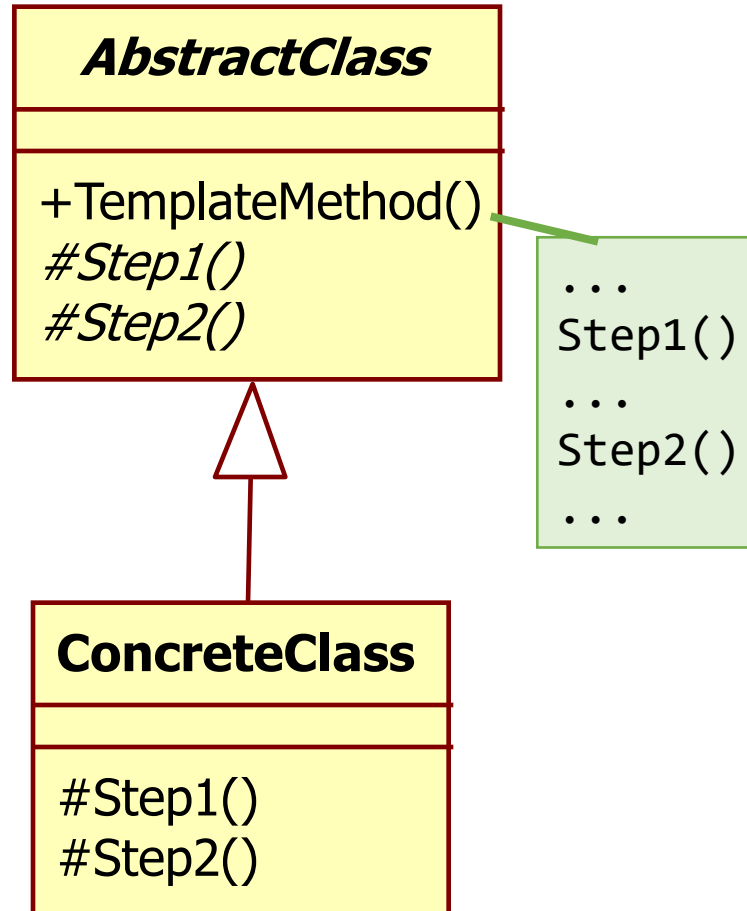 AbstractClass
+TemplateMethod()
#Step1()
#Step2()
...
Step1()
...
Step2()
...
ConcreteClass
#Step1()
#Step2()